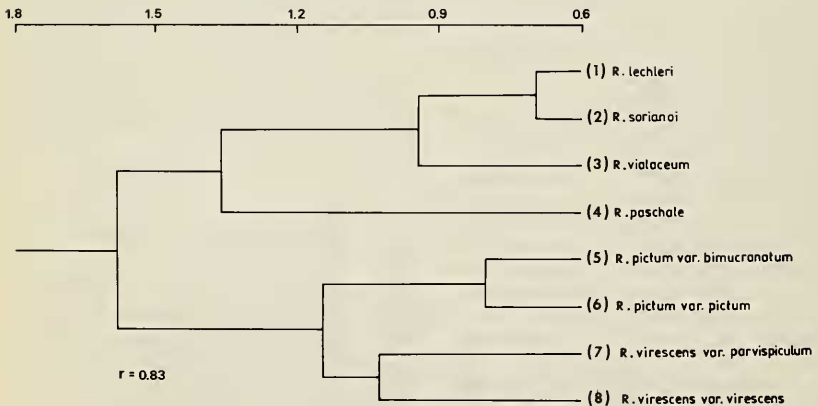 1.8 1.5 1.2 0.9 0.6
(1) R. lechleri
(2) R. sorianoi
(3) R. violaceum
(4) R. paschale
(5) R. pictum var. bimucronatum
(6) R. pictum var. pictum
(7) R. virescens var. parvispiculum
r = 0.83
(8) R. virescens var. virescens